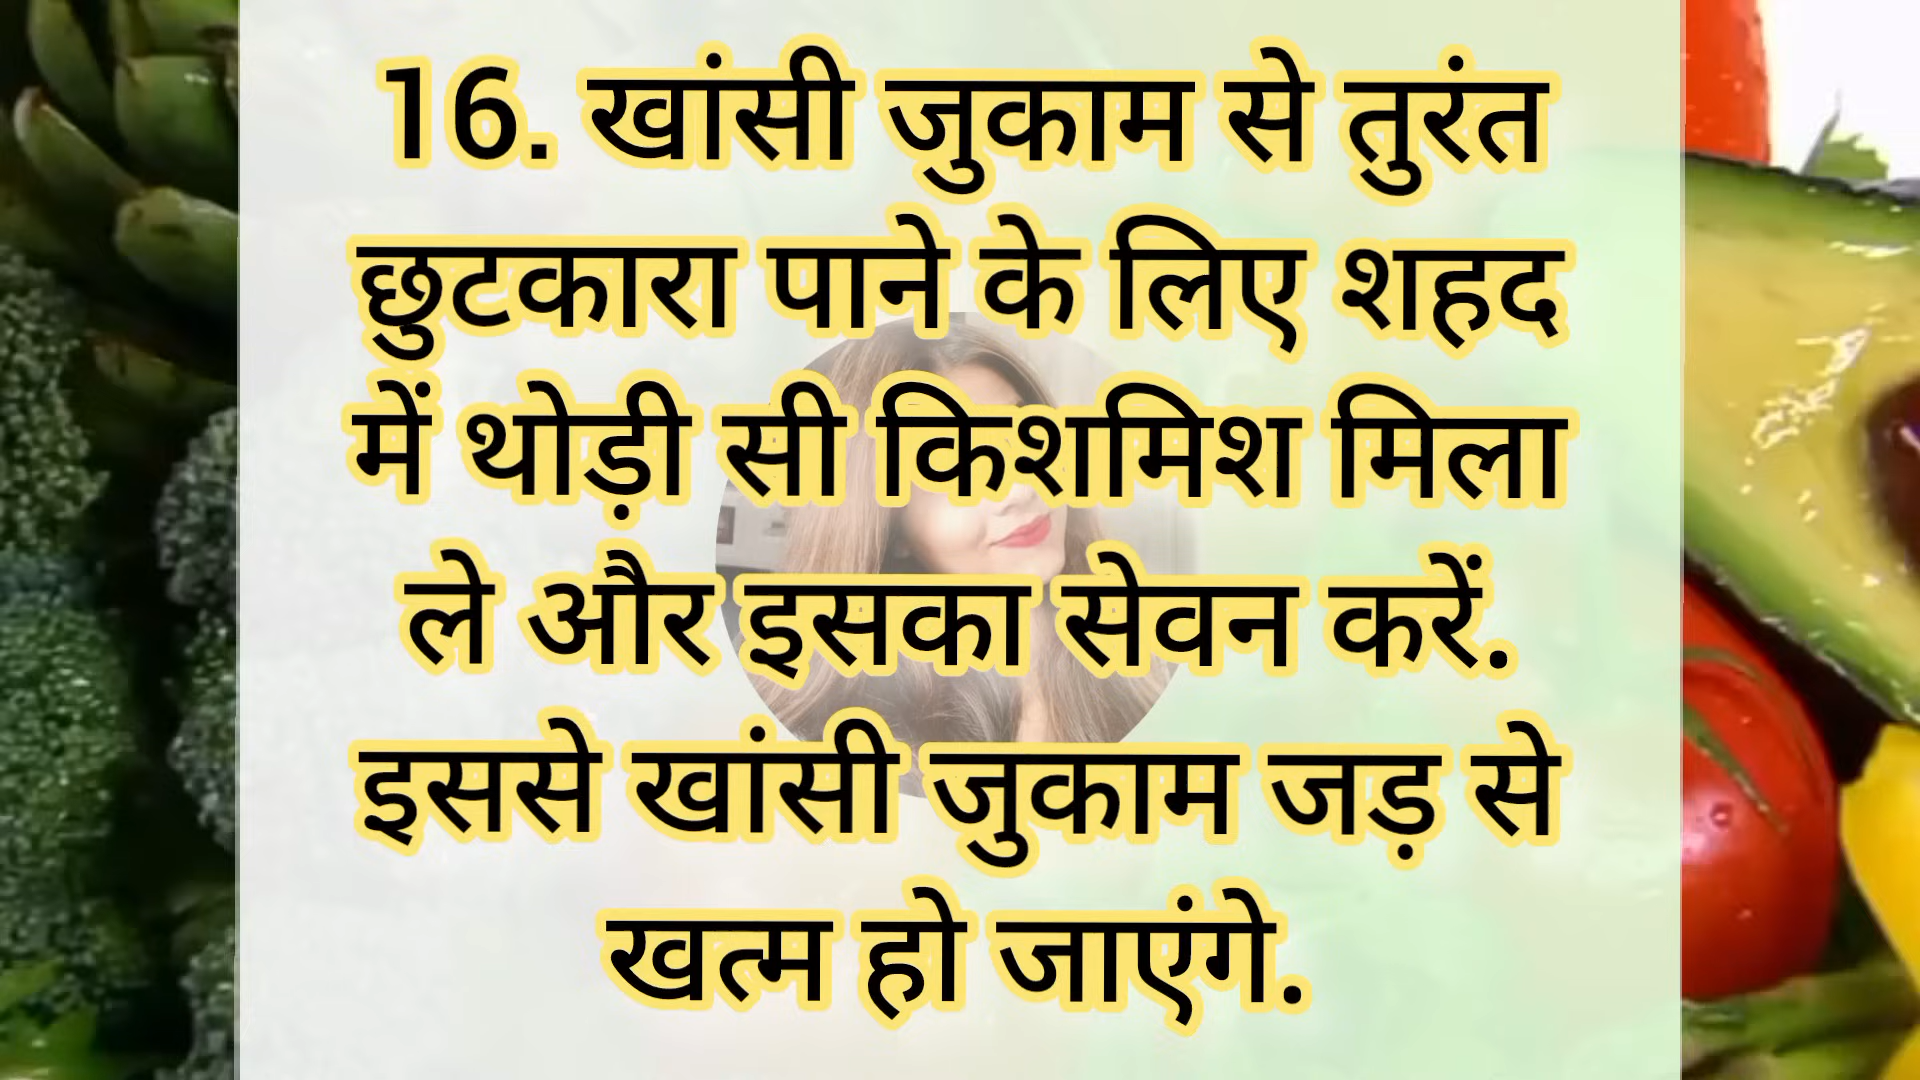 16. खांसी जुकाम से तुरंत
छुटकारा पाने के लिए शहद
में थोड़ी सी किशमिश मिला
ले और इसका सेवन करें.
इससे खांसी जुकाम जड़ से
खत्म हो जाएंगे.